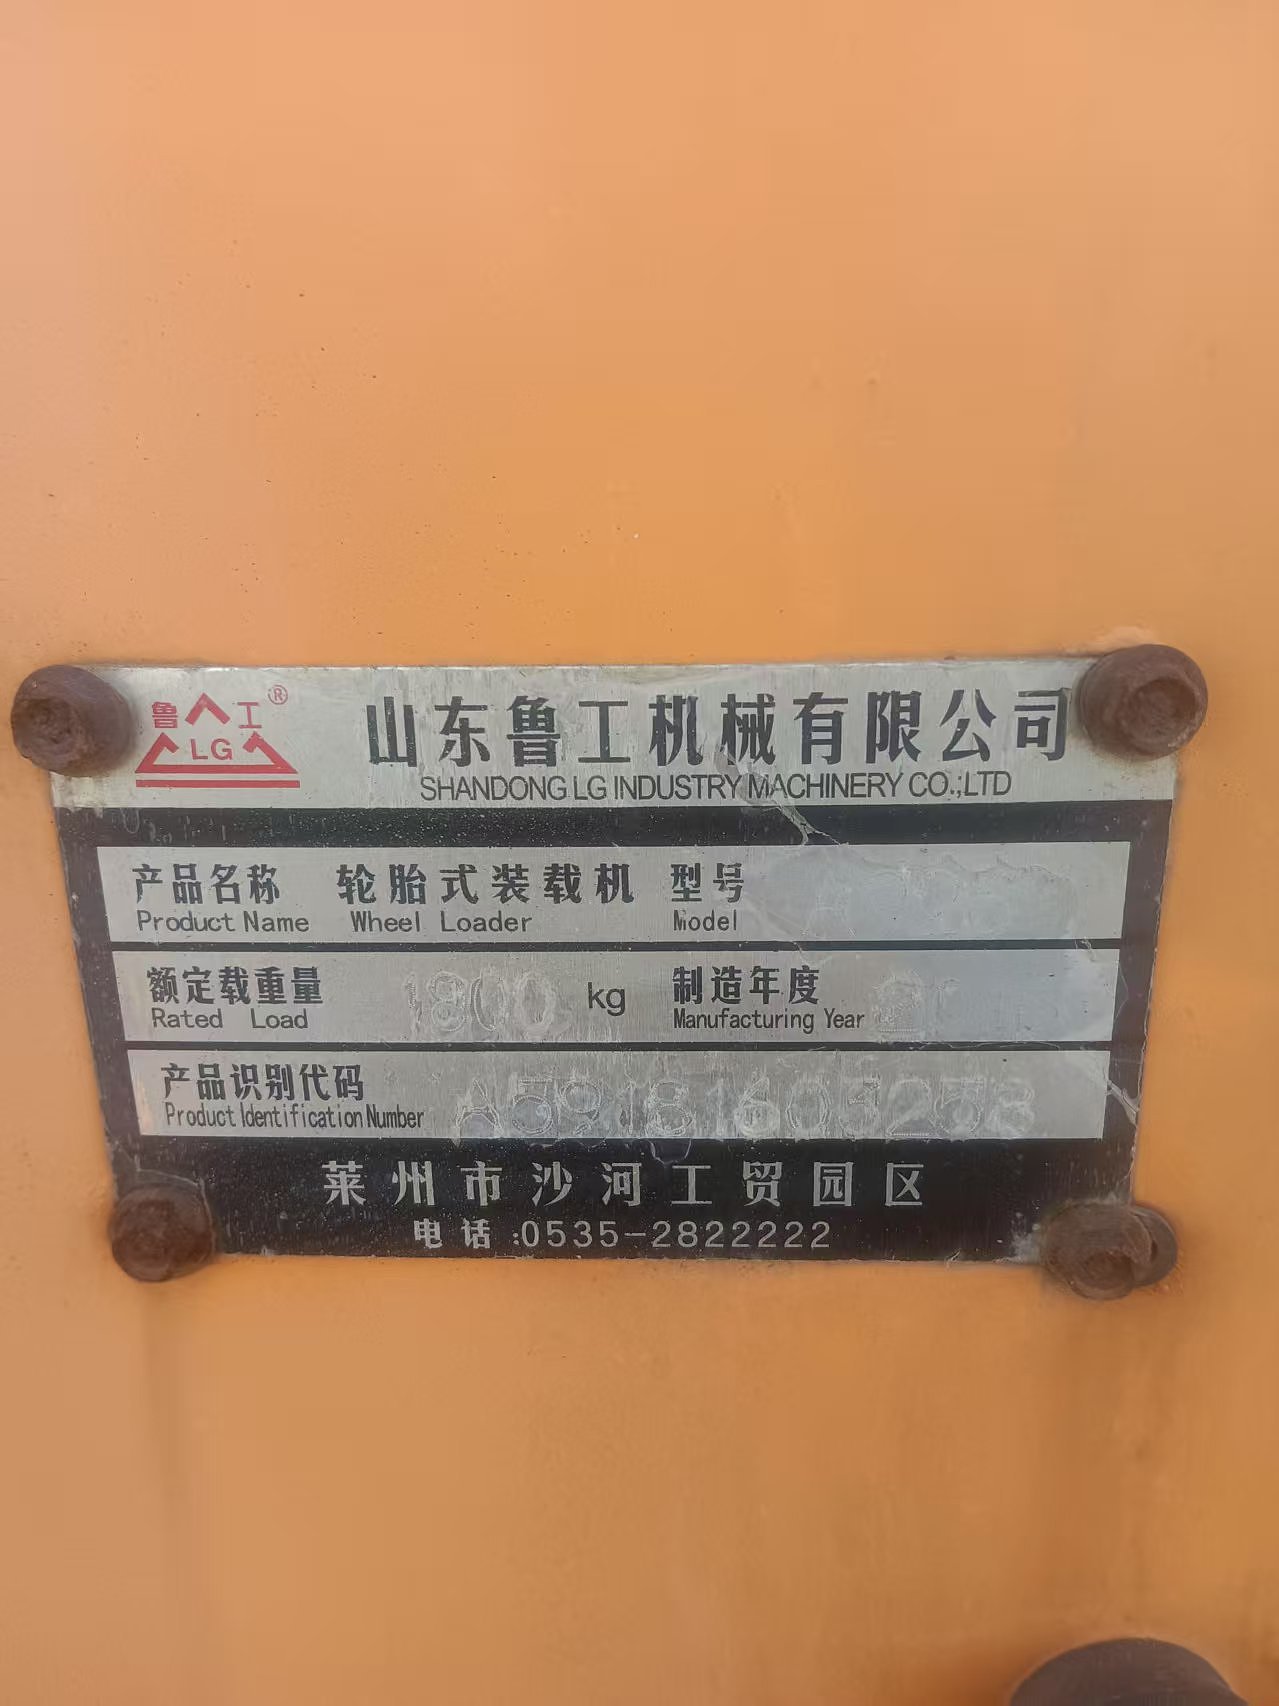 鲁工®
LG
山东鲁工机械有限公司
SHANDONG LG INDUSTRY MACHINERY CO.;LTD
产品名称 轮胎式装载机 型号
Product Name Wheel Loader Model
额定载重量 1800 kg 制造年度
Rated Load Manufacturing Year
产品识别代码
Product Identification Number
莱州市沙河工贸园区
电话:0535-2822222